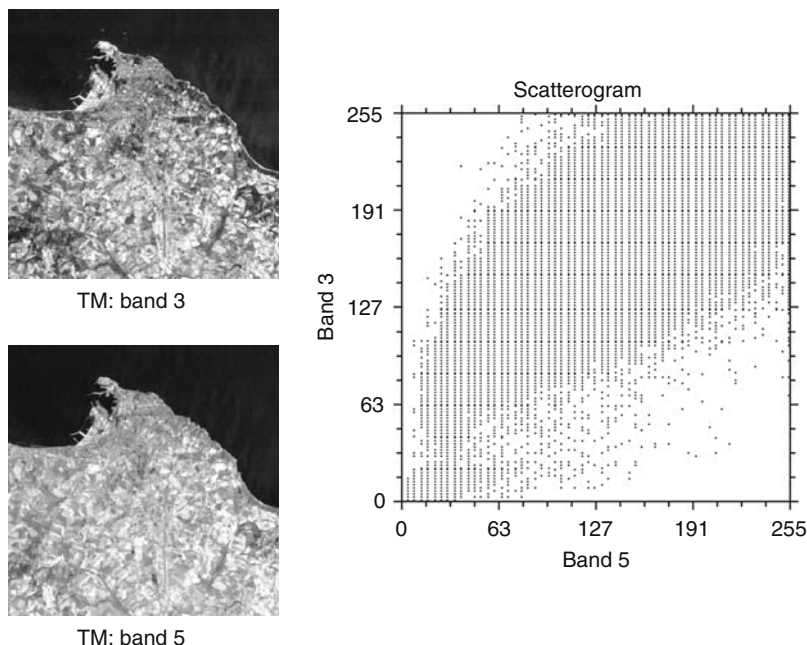 TM: band 3
TM: band 5
Scatterogram
255
191
127
63
0
Band 3
0 63 127 191 255
Band 5